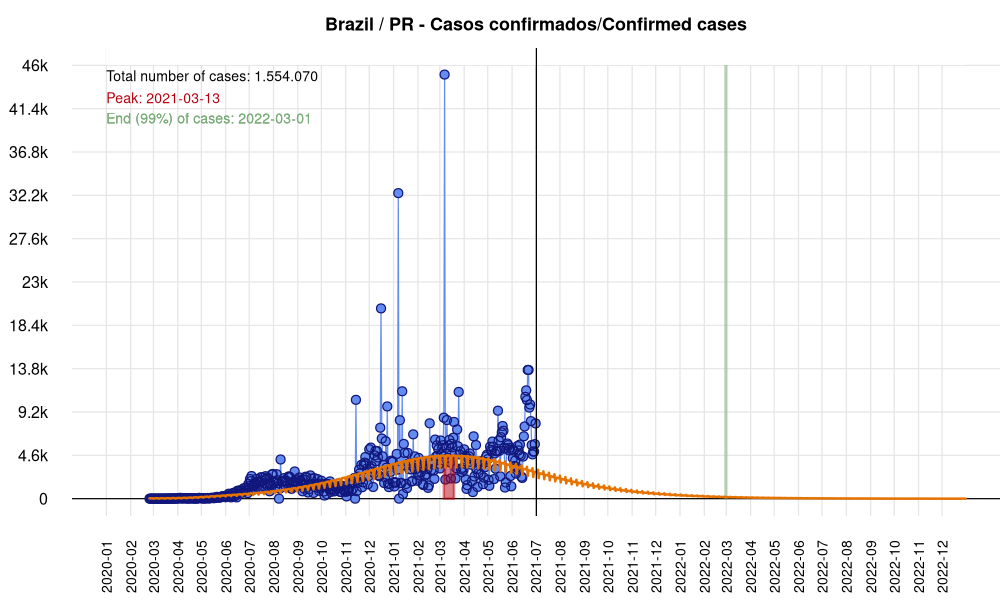 Brazil / PR - Casos confirmados/Confirmed cases
46k
Total number of cases: 1.554.070
Peak: 2021-03-13
End (99%) of cases: 2022-03-01
41.4k
36.8k
32.2k
27.6k
23k
18.4k
13.8k
9.2k
4.6k
0
2020-01
2020-02
2020-03
2020-04
2020-05
2020-06
2020-07
2020-08
2020-09
2020-10
2020-11
2020-12
2021-01
2021-02
2021-03
2021-04
2021-05
2021-06
2021-07
2021-08
2021-09
2021-10
2021-11
2021-12
2022-01
2022-02
2022-03
2022-04
2022-05
2022-06
2022-07
2022-08
2022-09
2022-10
2022-11
2022-12